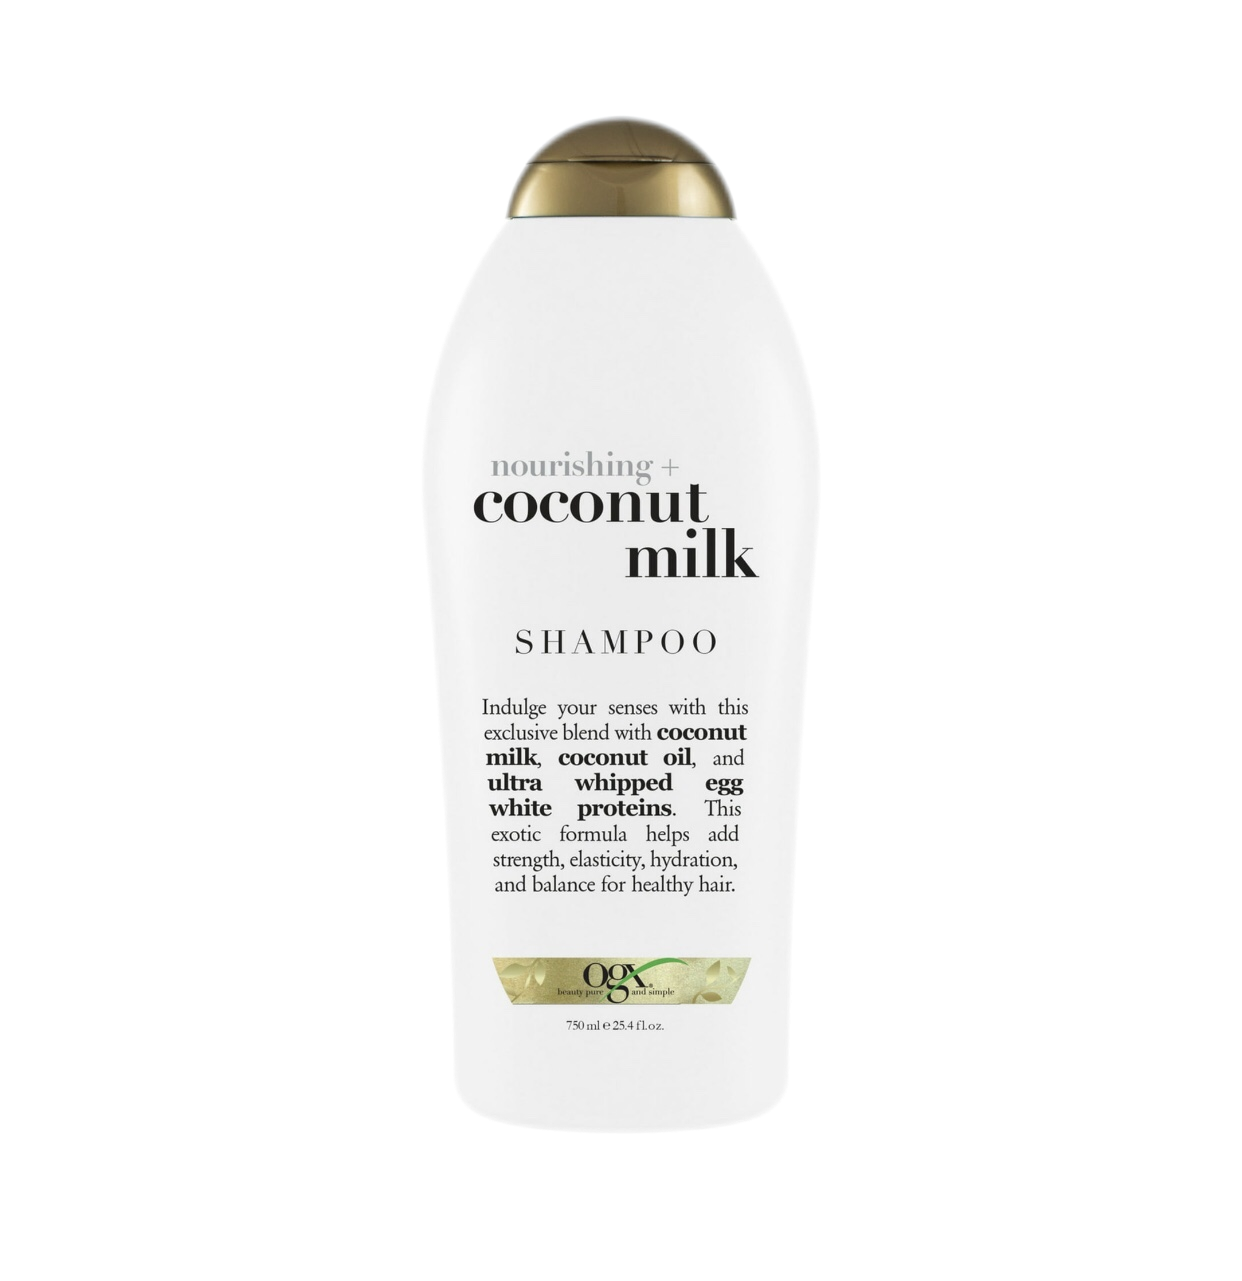 nourishing +
coconut
milk
SHAMPOO
Indulge your senses with this
exclusive blend with coconut
milk, coconut oil, and
ultra whipped egg
white proteins. This
exotic formula helps add
strength, elasticity, hydration,
and balance for healthy hair.
ogx®
beauty pure and simple
750 ml e 25.4 fl.oz.